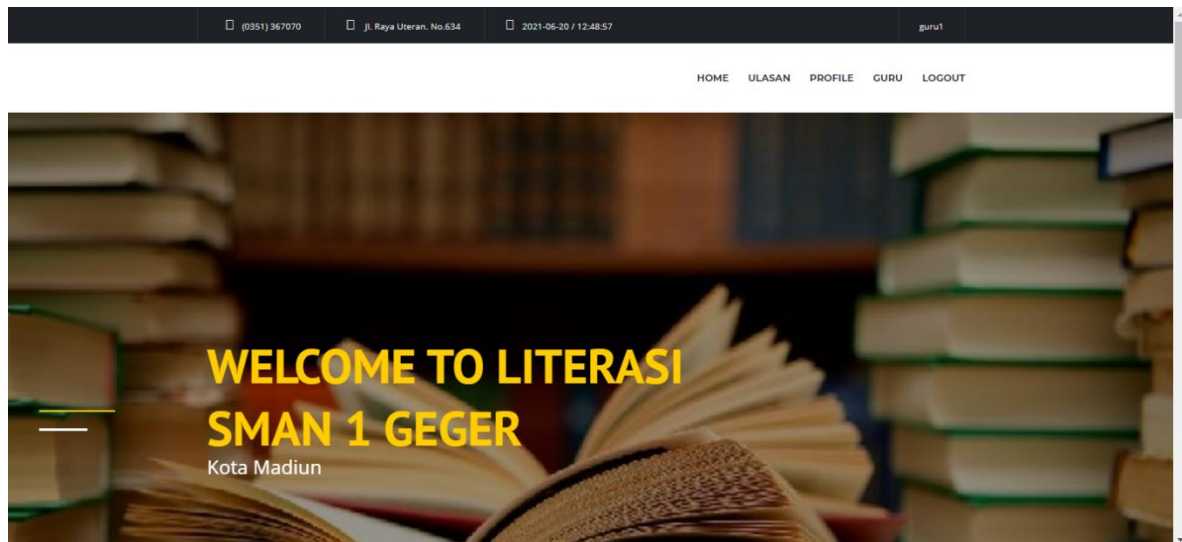 (0351) 367070 Jl. Raya Uteran. No.634 2021-06-20 / 12:48:57 guru1
HOME ULASAN PROFILE GURU LOGOUT
WELCOME TO LITERASI
SMAN 1 GEGER
Kota Madiun